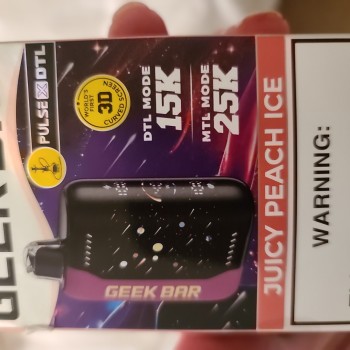 GEEK B
PULSE X DTL
WORLD'S
FIRST
3D
CURVED SCREEN
DTL MODE
15K
MTL MODE
25K
GEEK BAR
JUICY PEACH ICE
WARNING: